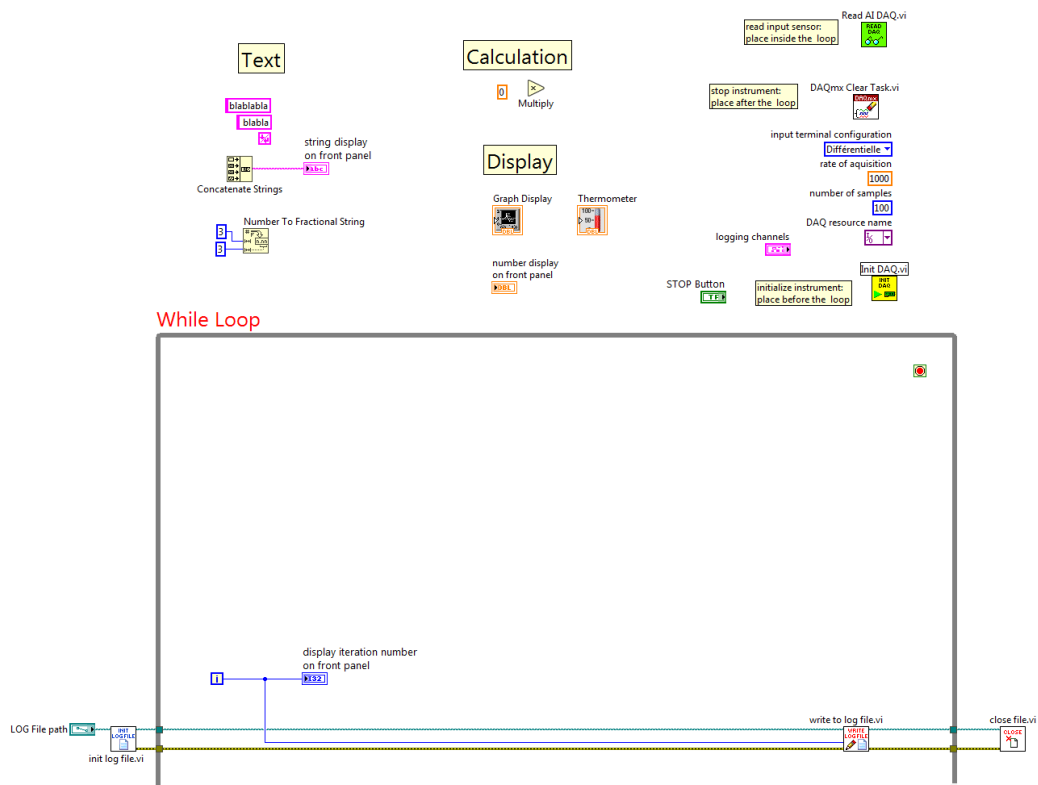 Read AI DAQ.vi
read input sensor:
place inside the loop
READ
DAQ
Text
Calculation
0
Multiply
stop instrument:
place after the loop
DAQmx Clear Task.vi
DAQmx
blablabla
blabla
string display
on front panel
abc
Concatenate Strings
input terminal configuration
Différentielle
rate of aquisition
1000
number of samples
100
DAQ resource name
Display
Graph Display
Thermometer
100
50
Number To Fractional String
3
3
logging channels
number display
on front panel
DBL
STOP Button
TF
initialize instrument:
place before the loop
Init DAQ.vi
INIT
DAQ
While Loop
display iteration number
on front panel
i
I32
LOG File path
INIT
LOGFILE
init log file.vi
write to log file.vi
WRITE
LOGFILE
close file.vi
CLOSE